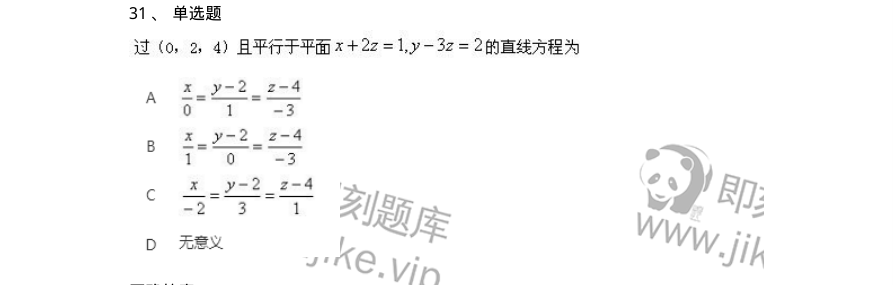 31 、 单选题
过（0，2，4）且平行于平面 x+2z=1,y−3z=2的直线方程为
A x/0 = y−2/1 = z−4/−3
B x/1 = y−2/0 = z−4/−3
C x/−2 = y−2/3 = z−4/1
D 无意义
刻题库
jike.vip
即刻
www.jik